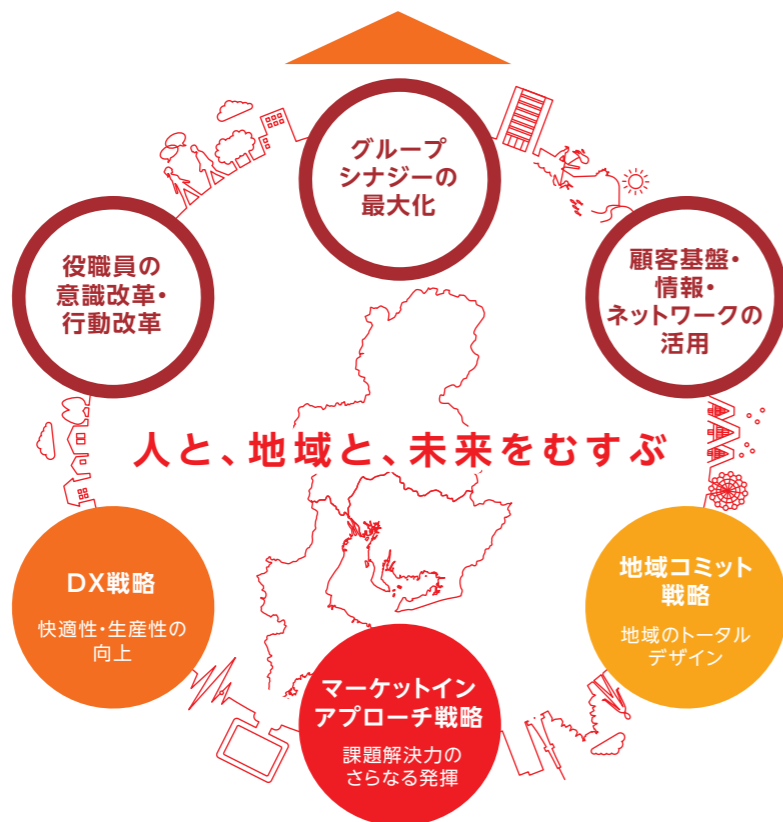 グループ
シナジーの
最大化
役職員の
意識改革・
行動改革
顧客基盤・
情報・
ネットワークの
活用
人と、地域と、未来をむすぶ
DX戦略
快適性・生産性の
向上
地域コミット
戦略
地域のトータル
デザイン
マーケットイン
アプローチ戦略
課題解決力の
さらなる発揮